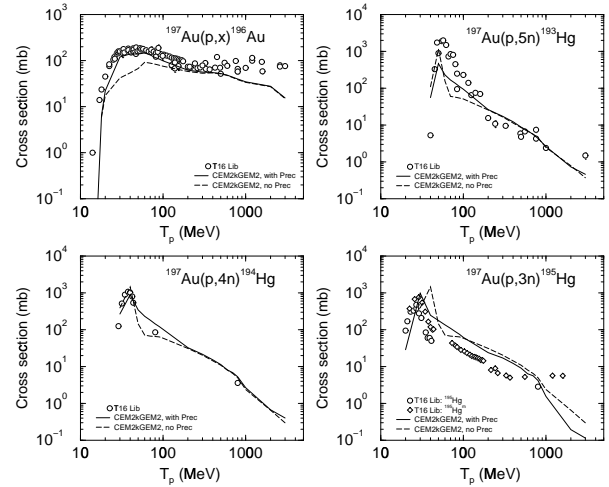 ¹⁹⁷Au(p,x)¹⁹⁶Au
Cross section (mb)
10⁴
10³
10²
10¹
10⁰
10⁻¹
T16 Lib
CEM2kGEM2, with Prec
CEM2kGEM2, no Prec
10 100 1000
Tₚ (MeV)
¹⁹⁷Au(p,5n)¹⁹³Hg
Cross section (mb)
10⁴
10³
10²
10¹
10⁰
10⁻¹
T16 Lib
CEM2kGEM2, with Prec
CEM2kGEM2, no Prec
10 100 1000
Tₚ (MeV)
¹⁹⁷Au(p,4n)¹⁹⁴Hg
Cross section (mb)
10⁴
10³
10²
10¹
10⁰
10⁻¹
T16 Lib
CEM2kGEM2, with Prec
CEM2kGEM2, no Prec
10 100 1000
Tₚ (MeV)
¹⁹⁷Au(p,3n)¹⁹⁵Hg
Cross section (mb)
10⁴
10³
10²
10¹
10⁰
10⁻¹
T16 Lib: ¹⁹⁵Hg
T16 Lib:
CEM2kGEM2, with Prec
CEM2kGEM2, no Prec
10 100 1000
Tₚ (MeV)